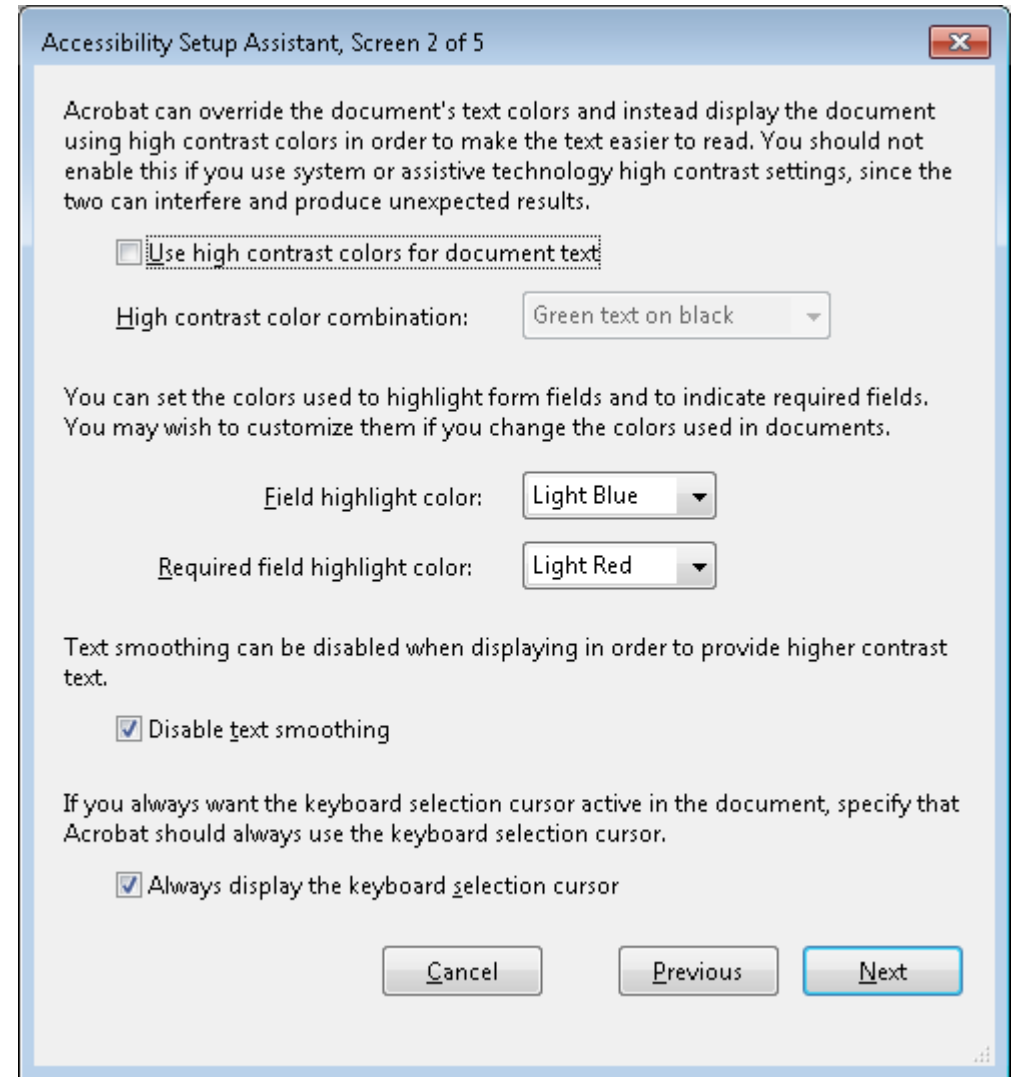 Accessibility Setup Assistant, Screen 2 of 5
Acrobat can override the document's text colors and instead display the document
using high contrast colors in order to make the text easier to read. You should not
enable this if you use system or assistive technology high contrast settings, since the
two can interfere and produce unexpected results.
Use high contrast colors for document text
High contrast color combination: Green text on black
You can set the colors used to highlight form fields and to indicate required fields.
You may wish to customize them if you change the colors used in documents.
Field highlight color: Light Blue
Required field highlight color: Light Red
Text smoothing can be disabled when displaying in order to provide higher contrast
text.
Disable text smoothing
If you always want the keyboard selection cursor active in the document, specify that
Acrobat should always use the keyboard selection cursor.
Always display the keyboard selection cursor
Cancel Previous Next